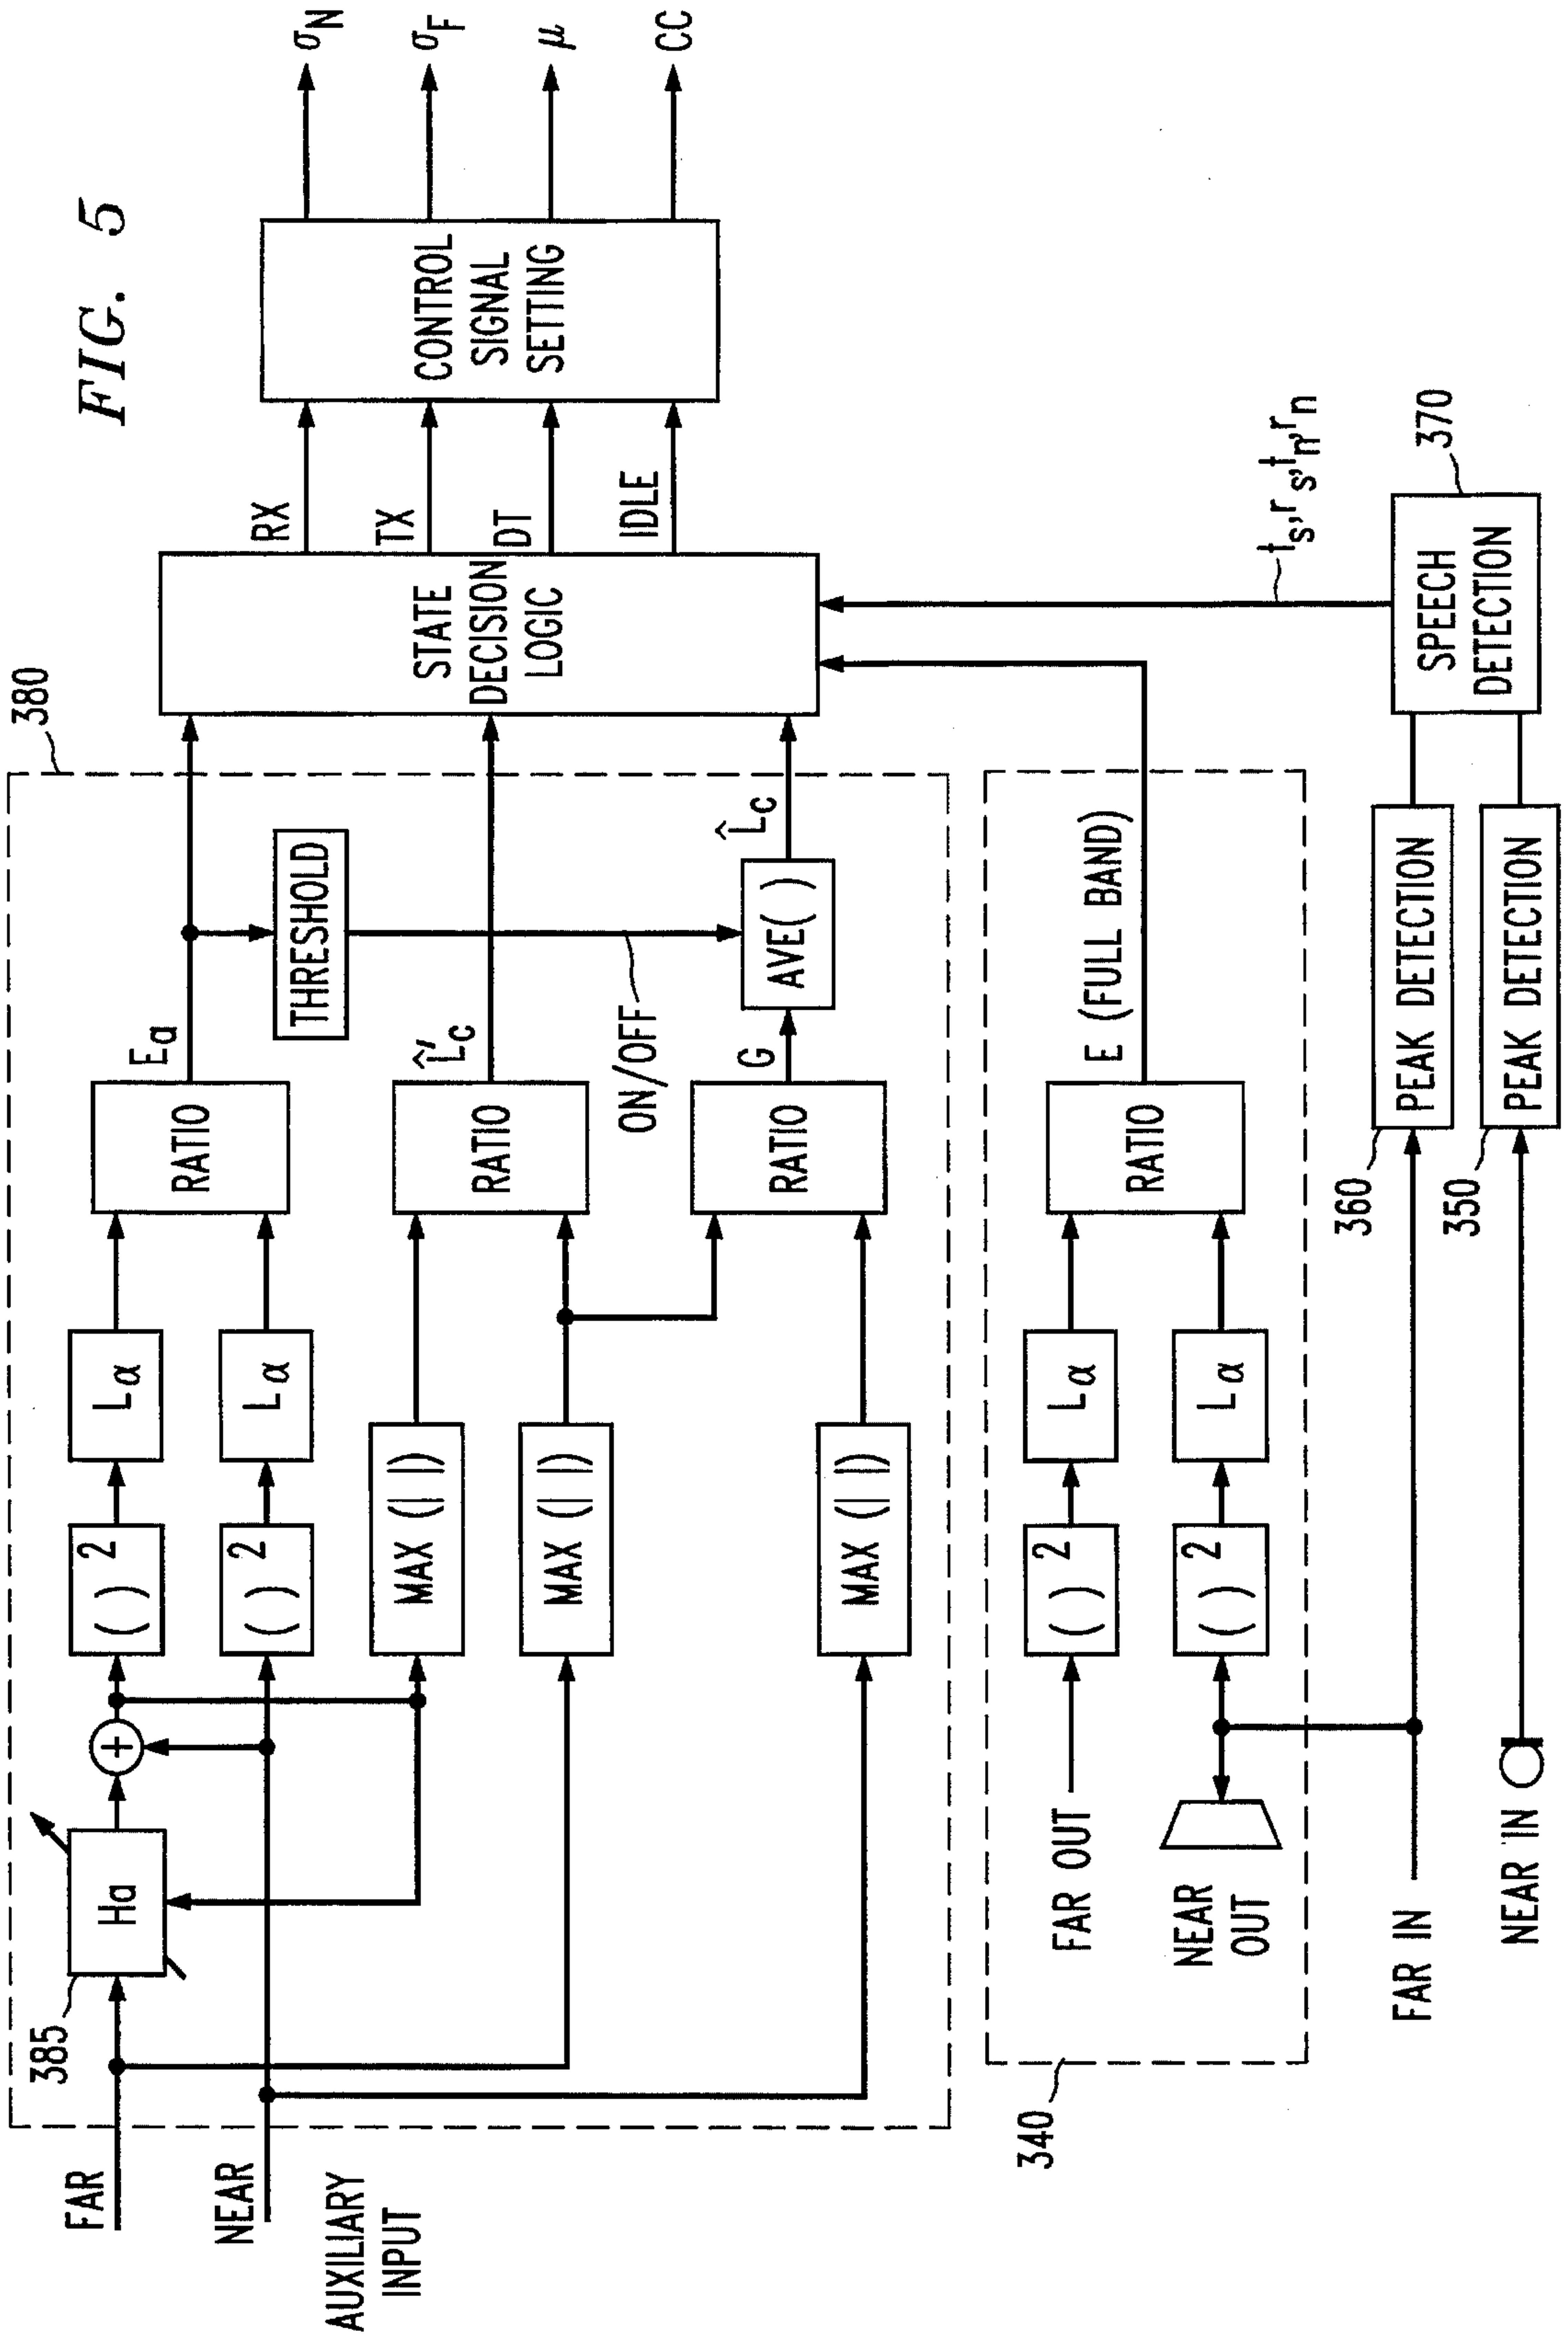 FIG. 5
380
385
FAR
NEAR
AUXILIARY
INPUT
Ha
+
( )²
Lα
RATIO
Eₐ
( )²
Lα
THRESHOLD
MAX (| |)
RATIO
L̂'c
MAX (| |)
ON/OFF
MAX (| |)
RATIO
G
AVE( )
L̂c
STATE
DECISION
LOGIC
RX
TX
DT
IDLE
CONTROL
SIGNAL
SETTING
σN
σF
μ
CC
340
FAR OUT
( )²
Lα
RATIO
E (FULL BAND)
NEAR
OUT
( )²
Lα
FAR IN
360
PEAK DETECTION
NEAR IN
350
PEAK DETECTION
SPEECH
DETECTION
370
ts,rs,tn,rn